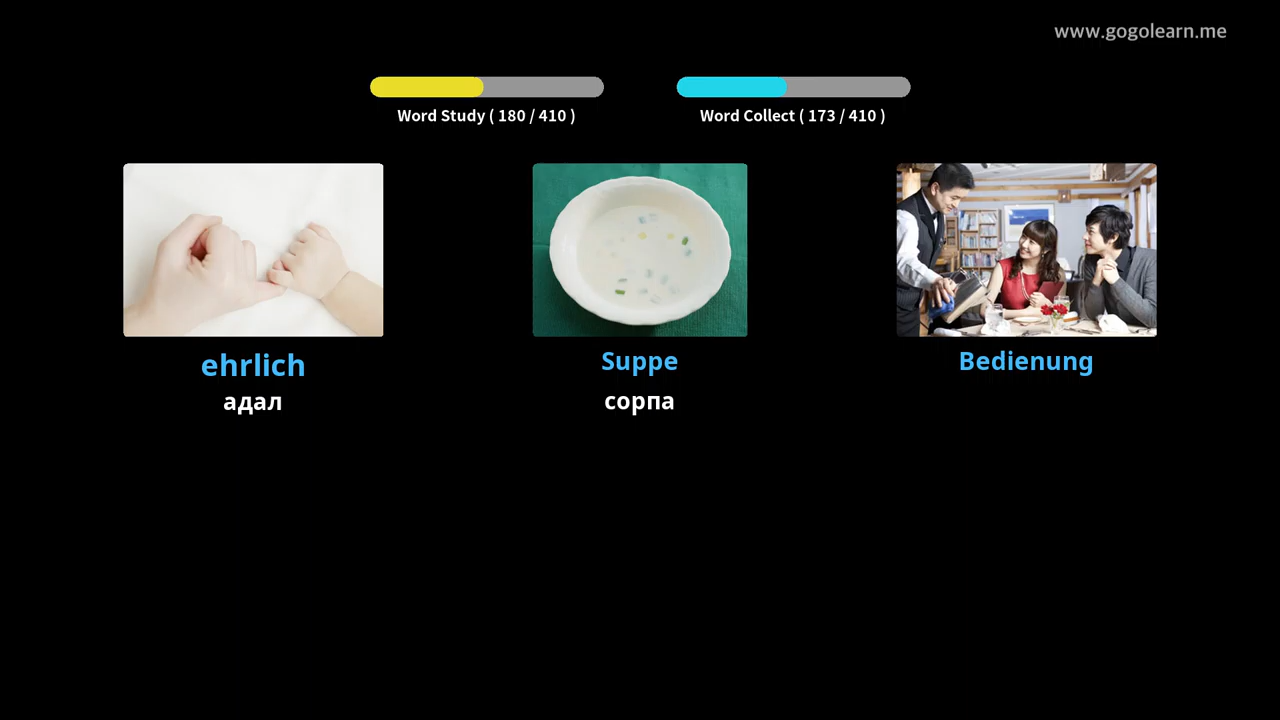 www.gogolearn.me
Word Study ( 180 / 410 )
Word Collect ( 173 / 410 )
ehrlich
Suppe
Bedienung
адал
сорпа